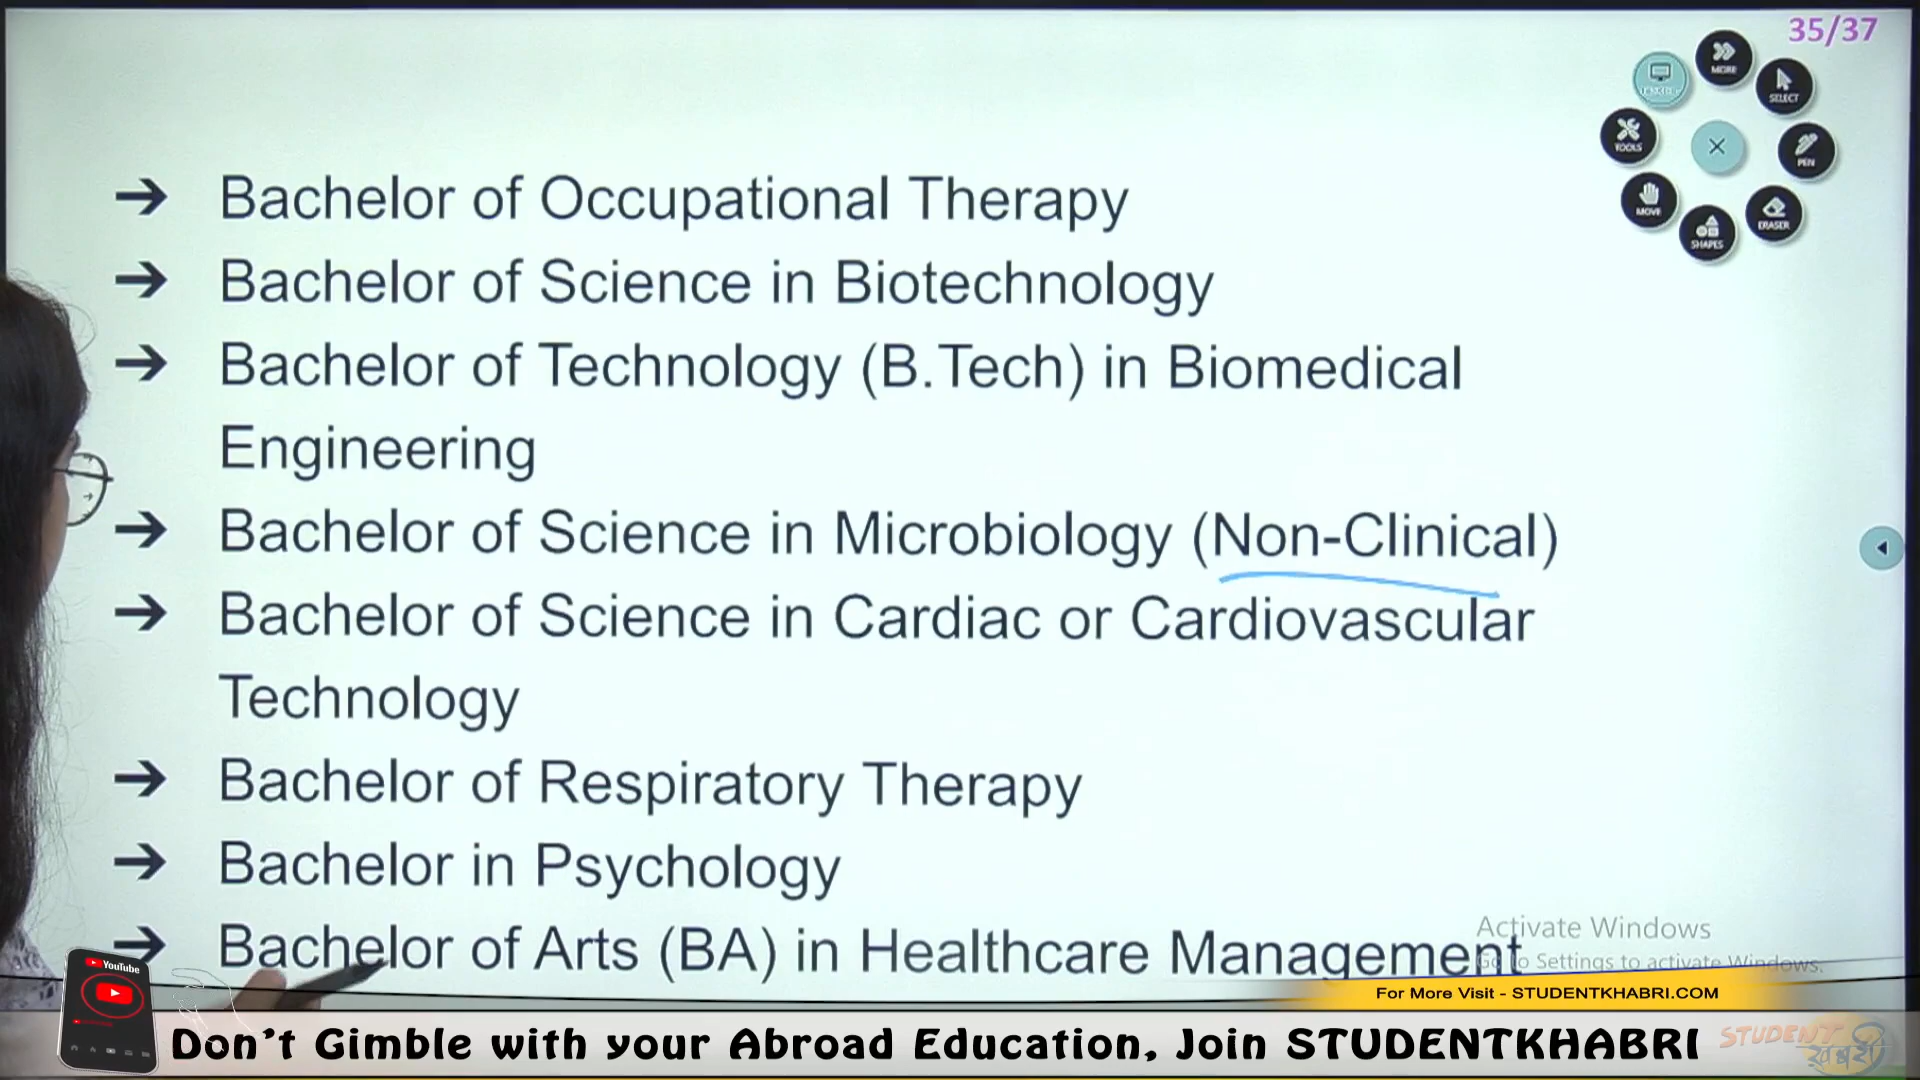 35/37
MORE
SELECT
TOOLS
PEN
MOVE
ERASER
SHAPES
➔ Bachelor of Occupational Therapy
➔ Bachelor of Science in Biotechnology
➔ Bachelor of Technology (B.Tech) in Biomedical
Engineering
➔ Bachelor of Science in Microbiology (Non-Clinical)
➔ Bachelor of Science in Cardiac or Cardiovascular
Technology
➔ Bachelor of Respiratory Therapy
➔ Bachelor in Psychology
➔ Bachelor of Arts (BA) in Healthcare Management
Activate Windows
Go to Settings to activate Windows.
For More Visit - STUDENTKHABRI.COM
YouTube
Don't Gimble with your Abroad Education, Join STUDENTKHABRI
STUDENT
खबरी